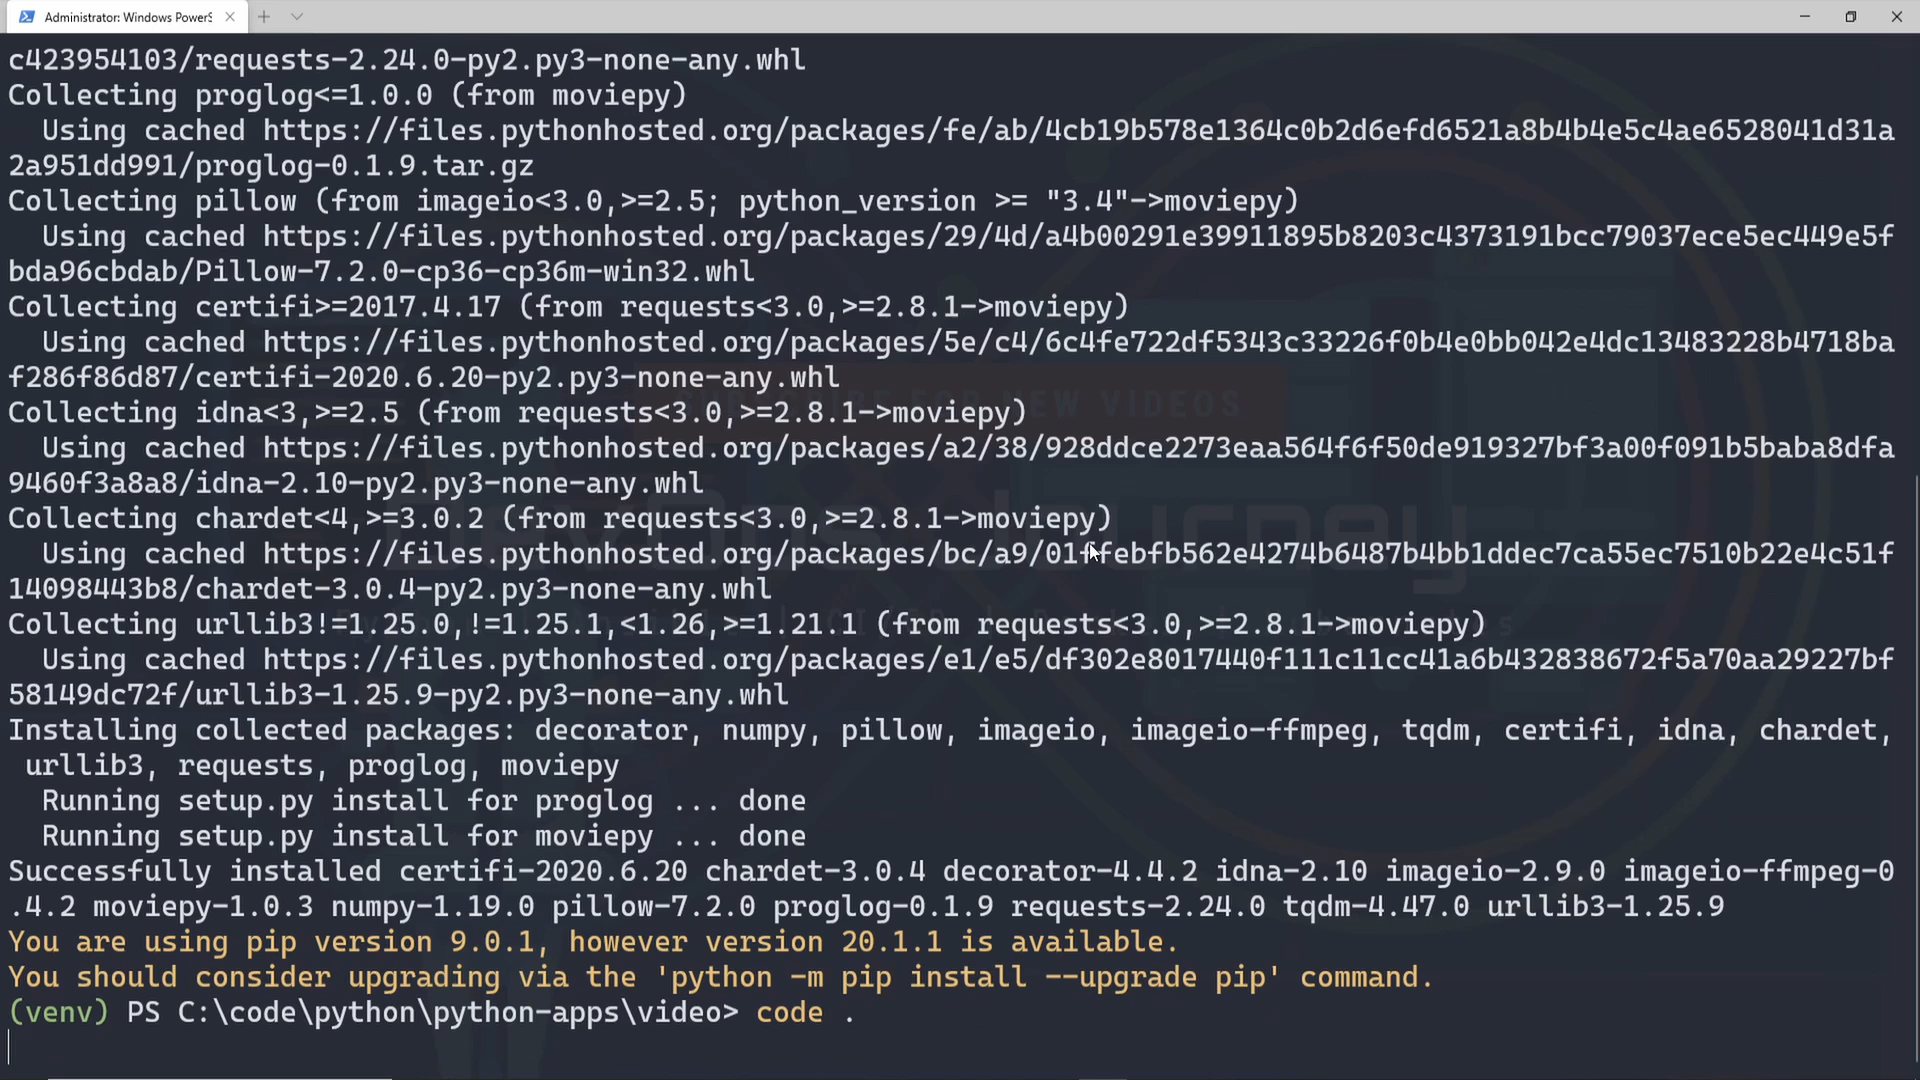 Administrator: Windows PowerS
c423954103/requests-2.24.0-py2.py3-none-any.whl
Collecting proglog<=1.0.0 (from moviepy)
Using cached https://files.pythonhosted.org/packages/fe/ab/4cb19b578e1364c0b2d6efd6521a8b4b4e5c4ae6528041d31a
2a951dd991/proglog-0.1.9.tar.gz
Collecting pillow (from imageio<3.0,>=2.5; python_version >= "3.4"->moviepy)
Using cached https://files.pythonhosted.org/packages/29/4d/a4b00291e39911895b8203c4373191bcc79037ece5ec449e5f
bda96cbdab/Pillow-7.2.0-cp36-cp36m-win32.whl
Collecting certifi>=2017.4.17 (from requests<3.0,>=2.8.1->moviepy)
Using cached https://files.pythonhosted.org/packages/5e/c4/6c4fe722df5343c33226f0b4e0bb042e4dc13483228b4718ba
f286f86d87/certifi-2020.6.20-py2.py3-none-any.whl
Collecting idna<3,>=2.5 (from requests<3.0,>=2.8.1->moviepy)
Using cached https://files.pythonhosted.org/packages/a2/38/928ddce2273eaa564f6f50de919327bf3a00f091b5baba8dfa
9460f3a8a8/idna-2.10-py2.py3-none-any.whl
Collecting chardet<4,>=3.0.2 (from requests<3.0,>=2.8.1->moviepy)
Using cached https://files.pythonhosted.org/packages/bc/a9/01ffebfb562e4274b6487b4bb1ddec7ca55ec7510b22e4c51f
14098443b8/chardet-3.0.4-py2.py3-none-any.whl
Collecting urllib3!=1.25.0,!=1.25.1,<1.26,>=1.21.1 (from requests<3.0,>=2.8.1->moviepy)
Using cached https://files.pythonhosted.org/packages/e1/e5/df302e8017440f111c11cc41a6b432838672f5a70aa29227bf
58149dc72f/urllib3-1.25.9-py2.py3-none-any.whl
Installing collected packages: decorator, numpy, pillow, imageio, imageio-ffmpeg, tqdm, certifi, idna, chardet,
urllib3, requests, proglog, moviepy
Running setup.py install for proglog ... done
Running setup.py install for moviepy ... done
Successfully installed certifi-2020.6.20 chardet-3.0.4 decorator-4.4.2 idna-2.10 imageio-2.9.0 imageio-ffmpeg-0
.4.2 moviepy-1.0.3 numpy-1.19.0 pillow-7.2.0 proglog-0.1.9 requests-2.24.0 tqdm-4.47.0 urllib3-1.25.9
You are using pip version 9.0.1, however version 20.1.1 is available.
You should consider upgrading via the 'python -m pip install --upgrade pip' command.
(venv) PS C:\code\python\python-apps\video> code .